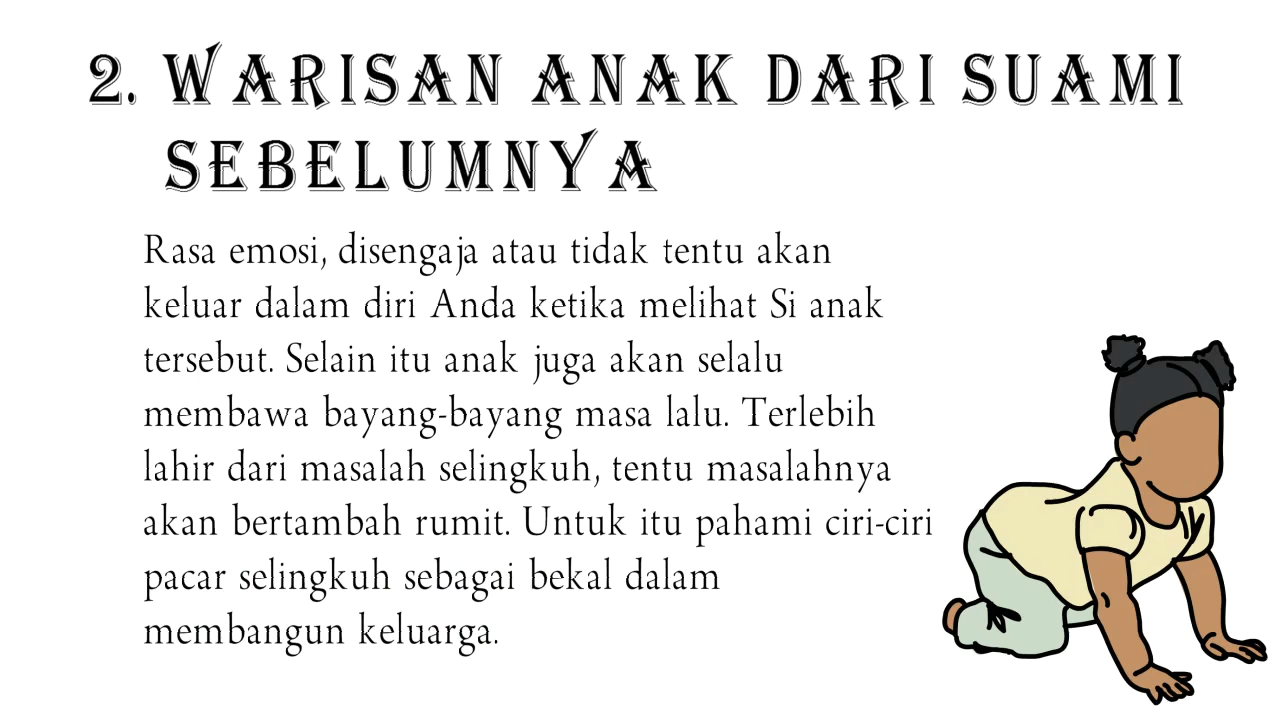 2. WARISAN ANAK DARI SUAMI
SEBELUMNYA
Rasa emosi, disengaja atau tidak tentu akan
keluar dalam diri Anda ketika melihat Si anak
tersebut. Selain itu anak juga akan selalu
membawa bayang-bayang masa lalu. Terlebih
lahir dari masalah selingkuh, tentu masalahnya
akan bertambah rumit. Untuk itu pahami ciri-ciri
pacar selingkuh sebagai bekal dalam
membangun keluarga.